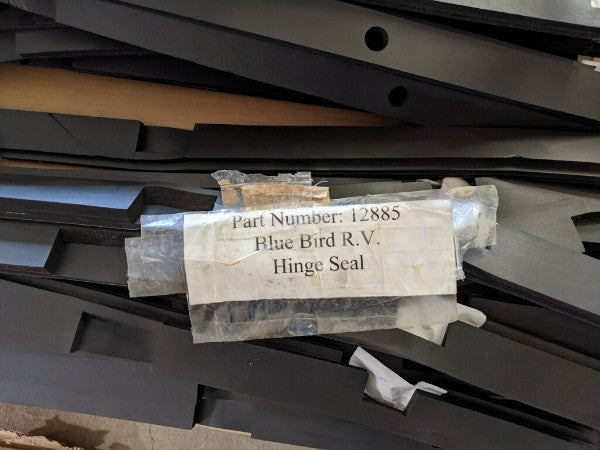 Part Number: 12885
Blue Bird R.V.
Hinge Seal